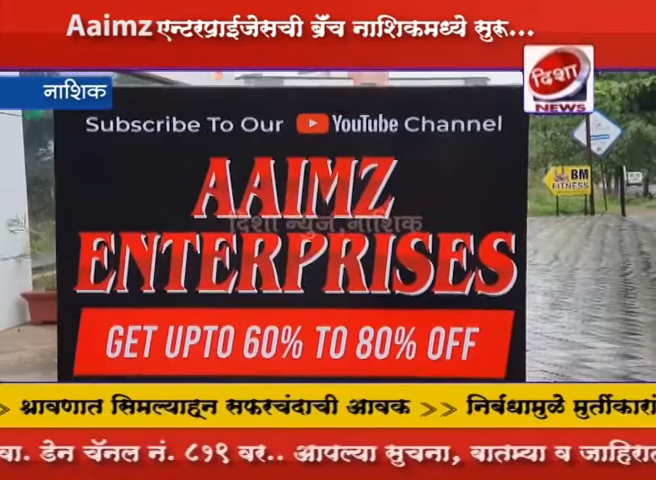 Aaimz एन्टरप्राईजेसची ब्रॅंच नाशिकमध्ये सुरू...
दिशा
NEWS
नाशिक
Subscribe To Our YouTube Channel
AAIMZ
दिशा न्युज, नाशिक
ENTERPRISES
GET UPTO 60% TO 80% OFF
BM
FITNESS
श्रावणात सिमल्याहून सफरचंदाची आवक >> निर्बंधामुळे मुर्तीकारां
वा. डेन चॅनल नं. ८१९ वर.. आपल्या सुचना, बातम्या व जाहिरात